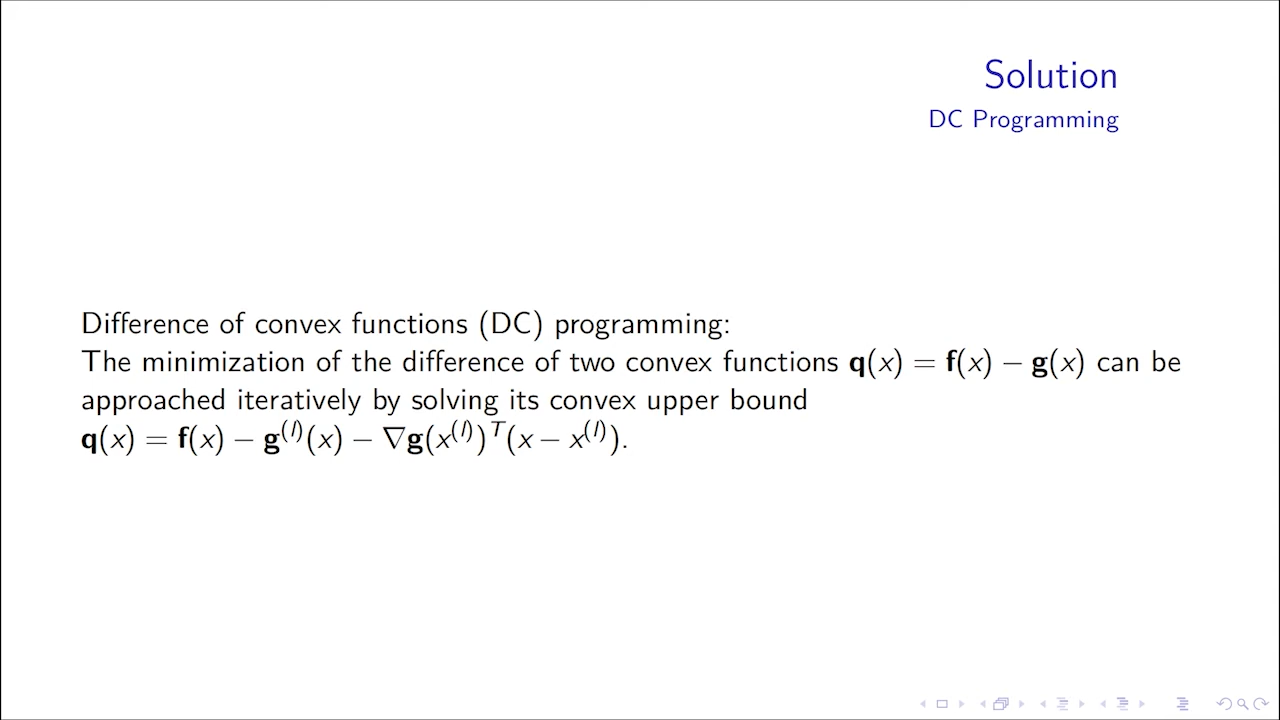 Solution
DC Programming
Difference of convex functions (DC) programming:
The minimization of the difference of two convex functions q(x) = f(x) − g(x) can be
approached iteratively by solving its convex upper bound
q(x) = f(x) − g^(l)(x) − ∇g(x^(l))^T(x − x^(l)).